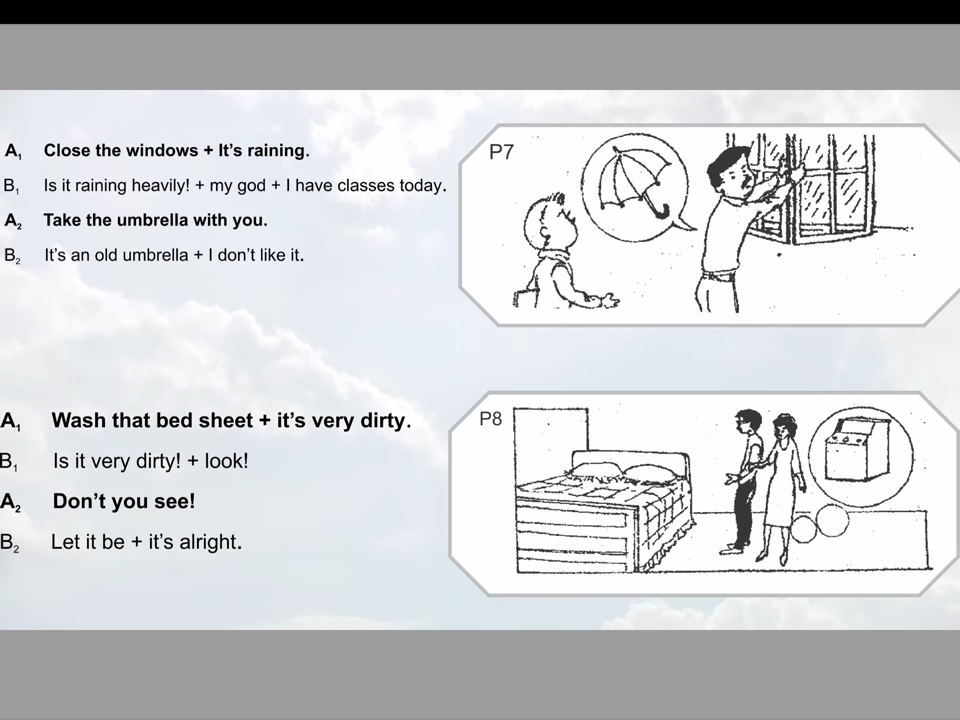 A1 Close the windows + It's raining.
B1 Is it raining heavily! + my god + I have classes today.
A2 Take the umbrella with you.
B2 It's an old umbrella + I don't like it.
P7
A1 Wash that bed sheet + it's very dirty.
B1 Is it very dirty! + look!
A2 Don't you see!
B2 Let it be + it's alright.
P8